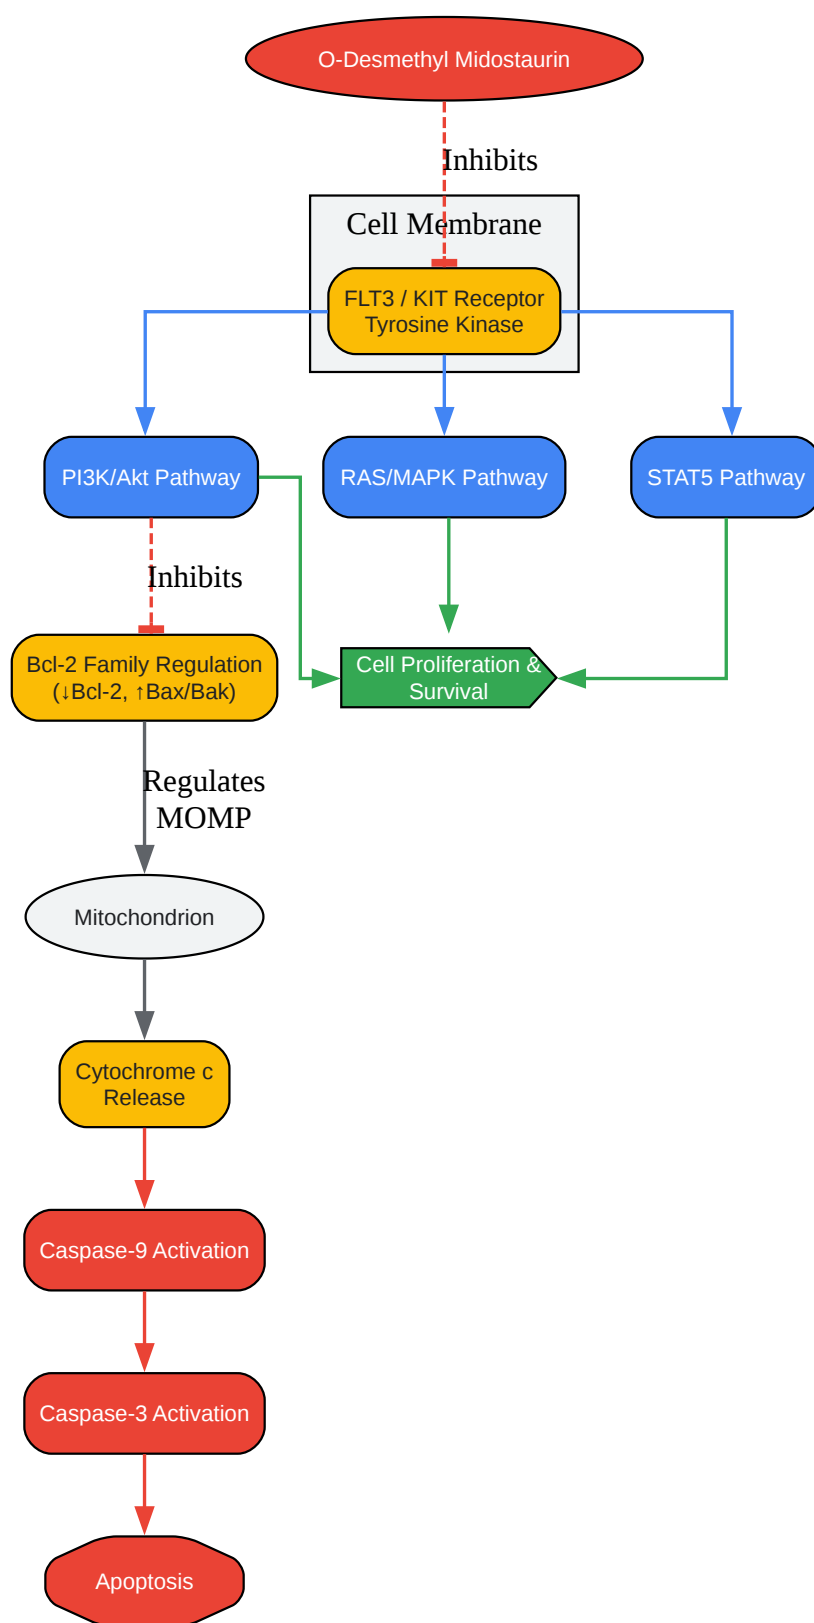 O-Desmethyl Midostaurin
Inhibits
Cell Membrane
FLT3 / KIT Receptor
Tyrosine Kinase
PI3K/Akt Pathway
RAS/MAPK Pathway
STAT5 Pathway
Inhibits
Bcl-2 Family Regulation
(↓Bcl-2, ↑Bax/Bak)
Cell Proliferation &
Survival
Regulates
MOMP
Mitochondrion
Cytochrome c
Release
Caspase-9 Activation
Caspase-3 Activation
Apoptosis